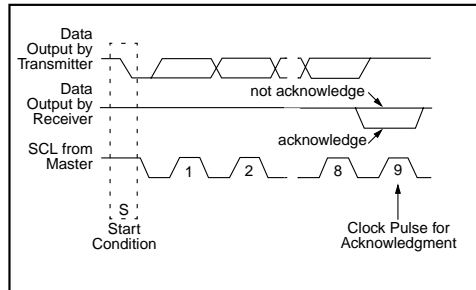 Data
Output by
Transmitter
Data
Output by
Receiver
not acknowledge
acknowledge
SCL from
Master
1
2
8
9
S
Start
Condition
Clock Pulse for
Acknowledgment